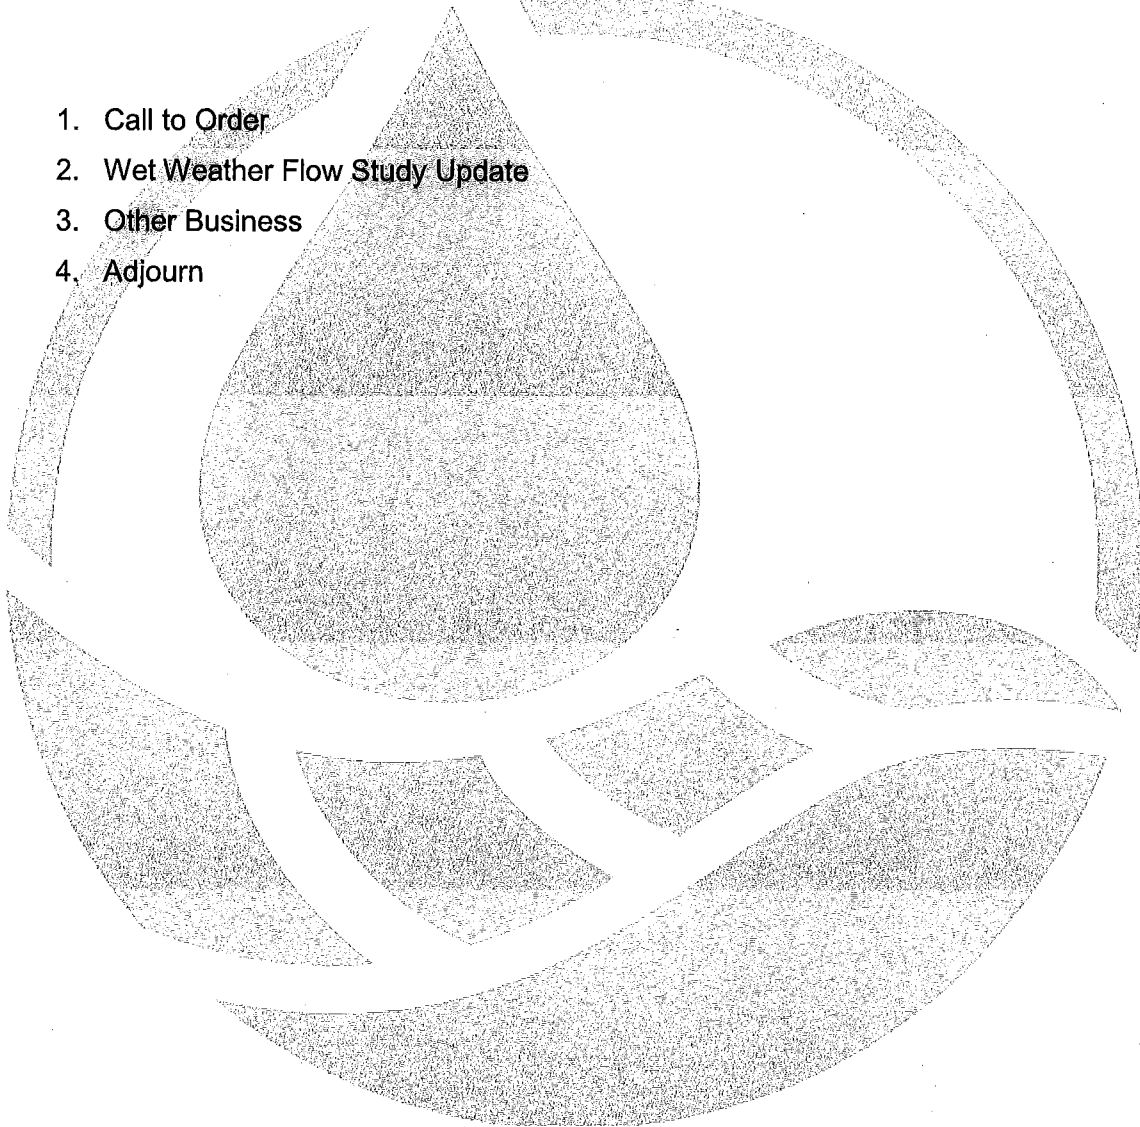 1. Call to Order
2. Wet Weather Flow Study Update
3. Other Business
4. Adjourn